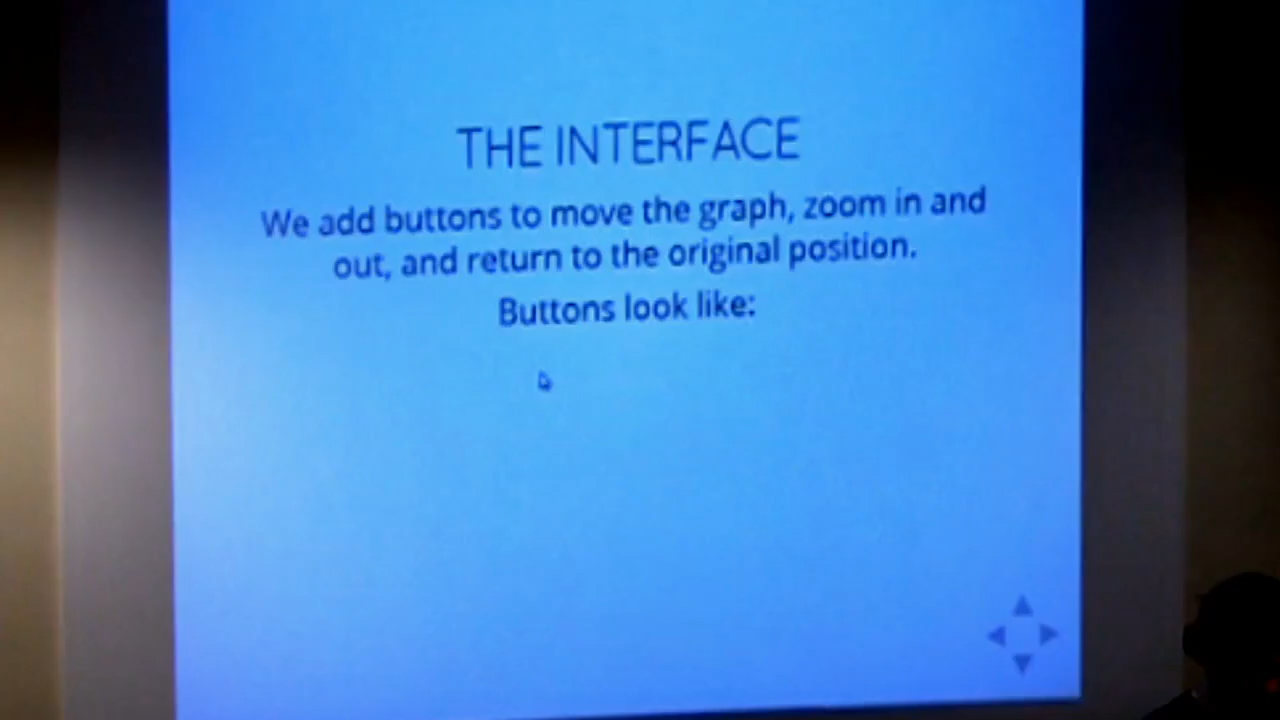 THE INTERFACE
We add buttons to move the graph, zoom in and
out, and return to the original position.
Buttons look like: